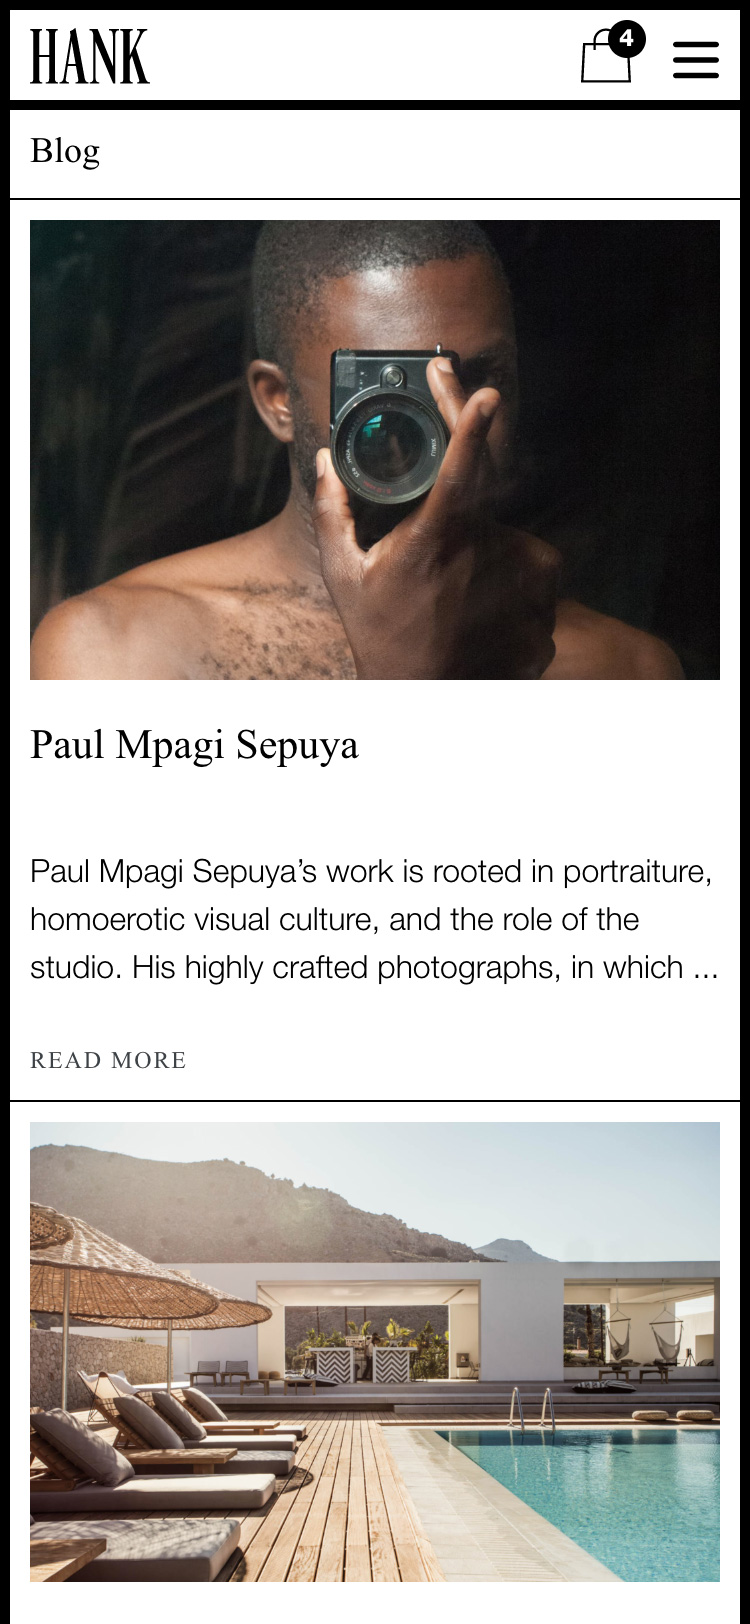 HANK
4
Blog
Paul Mpagi Sepuya
Paul Mpagi Sepuya’s work is rooted in portraiture,
homoerotic visual culture, and the role of the
studio. His highly crafted photographs, in which ...
READ MORE